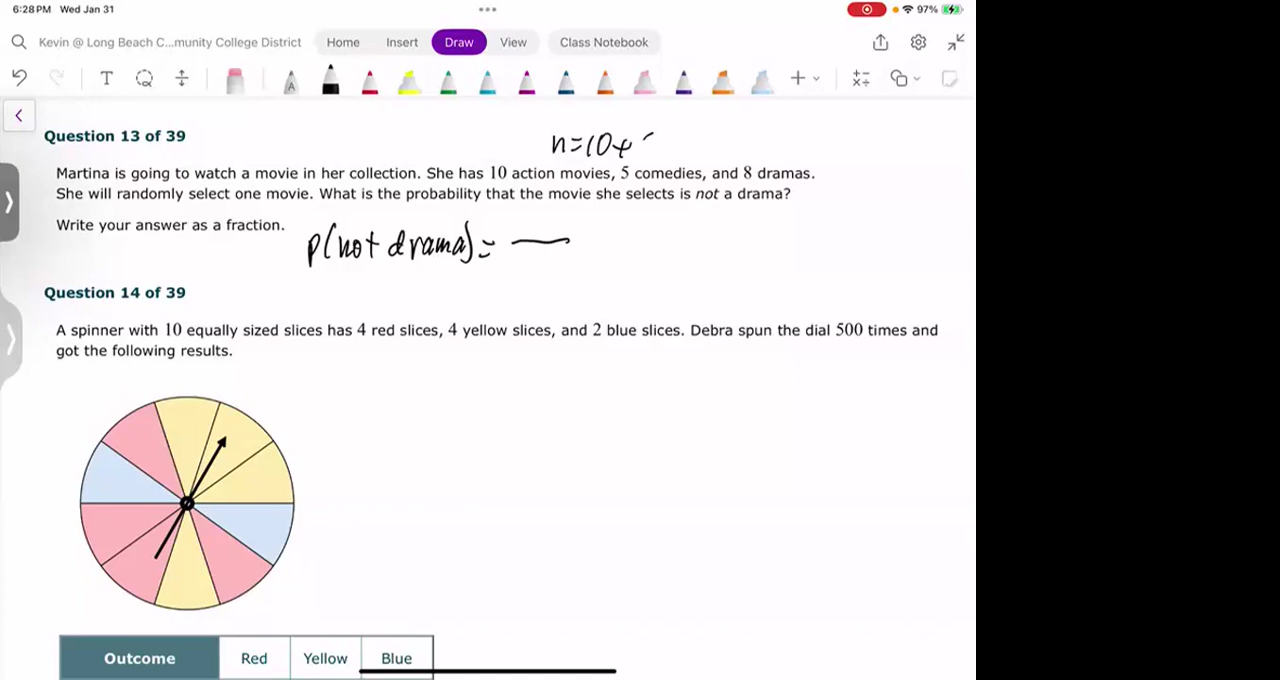 6:28 PM Wed Jan 31
97%
Kevin @ Long Beach C...munity College District Home Insert Draw View Class Notebook
T A
Question 13 of 39
n=10+
Martina is going to watch a movie in her collection. She has 10 action movies, 5 comedies, and 8 dramas.
She will randomly select one movie. What is the probability that the movie she selects is not a drama?
Write your answer as a fraction.
P(not drama)=
Question 14 of 39
A spinner with 10 equally sized slices has 4 red slices, 4 yellow slices, and 2 blue slices. Debra spun the dial 500 times and
got the following results.
Outcome Red Yellow Blue